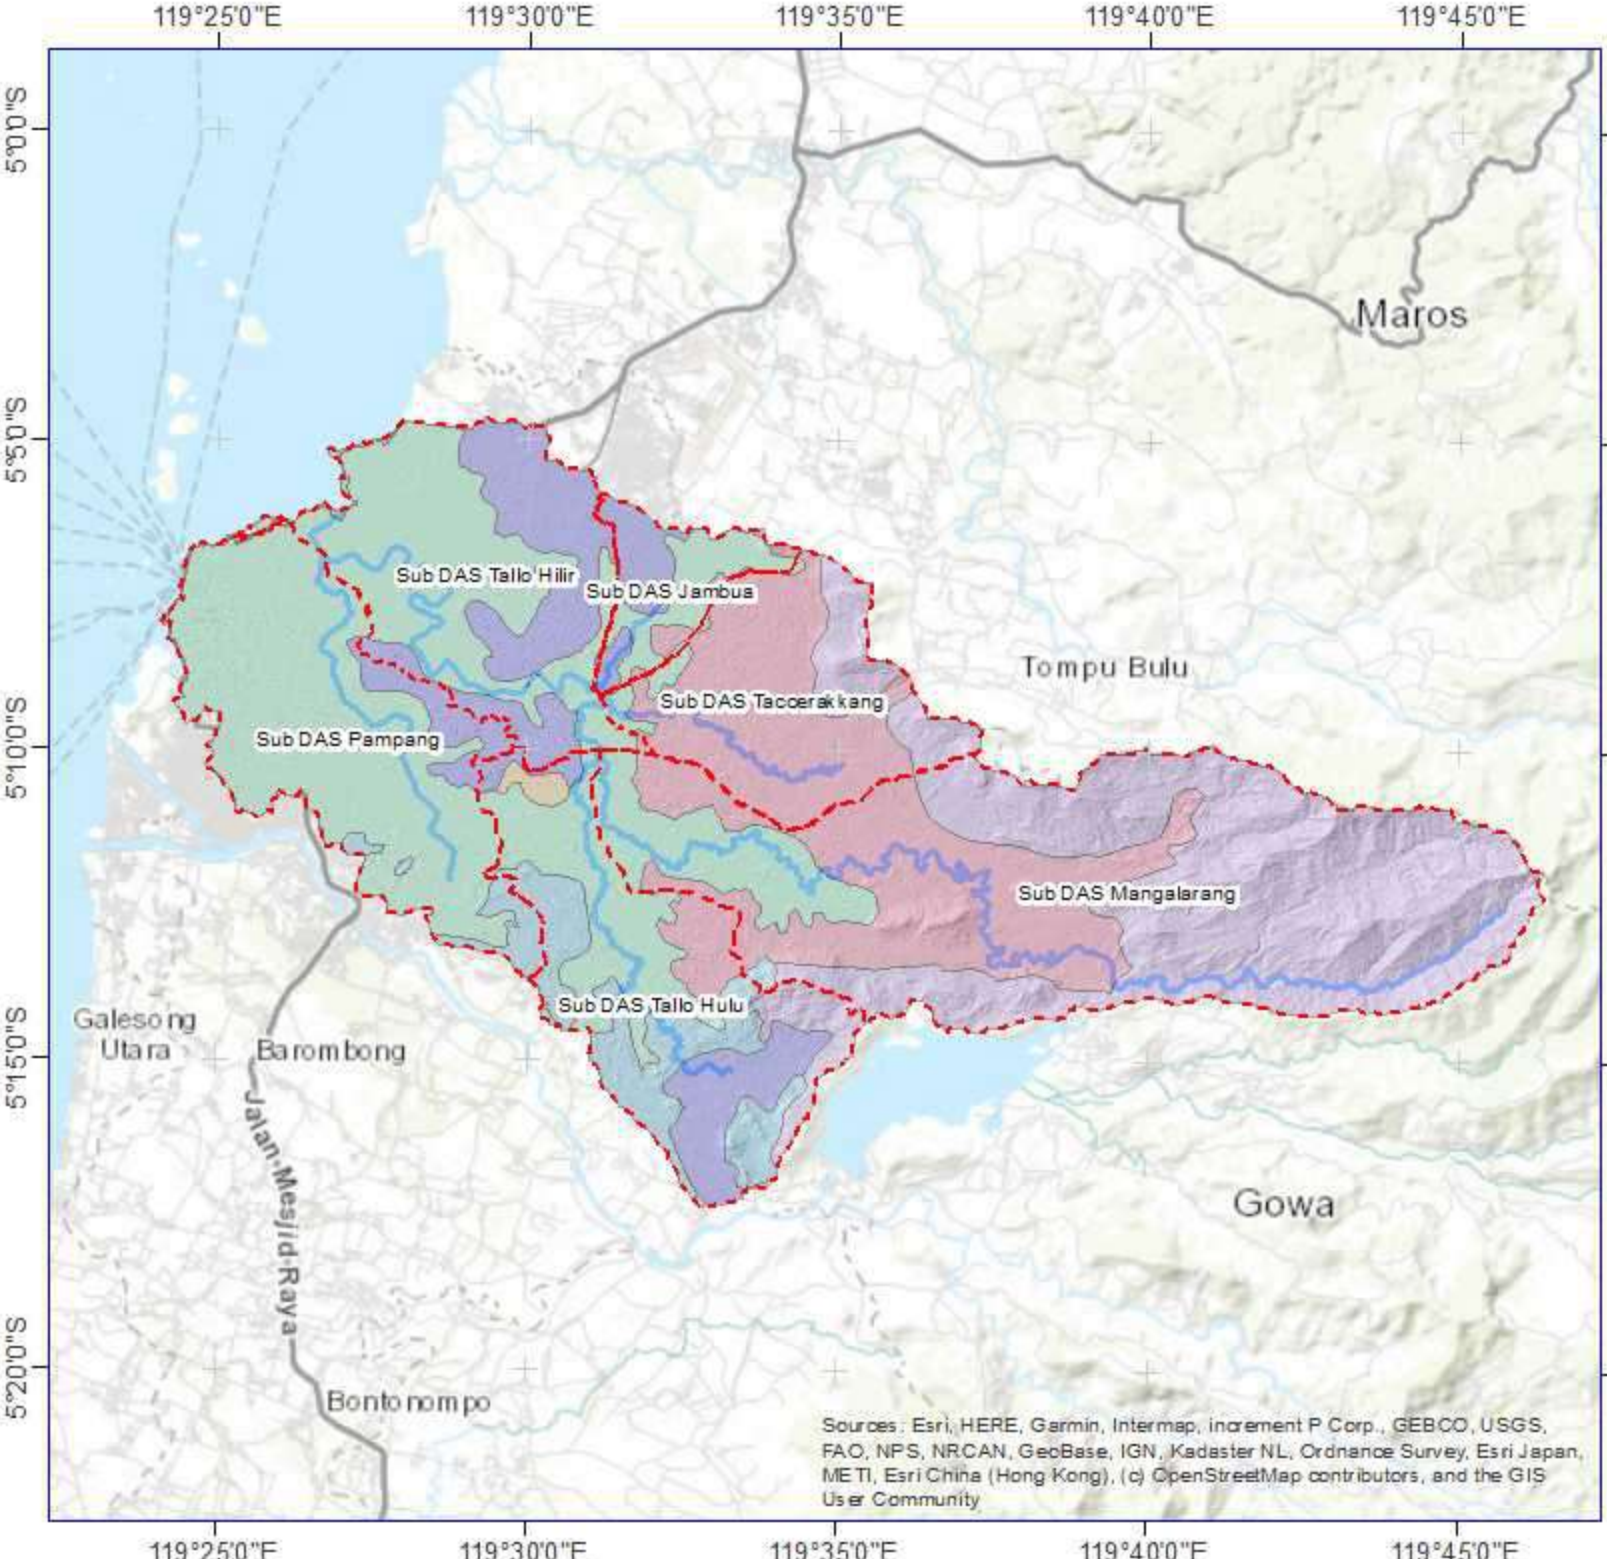 119°25'0"E 119°30'0"E 119°35'0"E 119°40'0"E 119°45'0"E
5°0'0"S
Maros
5°5'0"S
Sub DAS Tallo Hilir
Sub DAS Jambua
Tompu Bulu
Sub DAS Tacoerakkang
Sub DAS Pampang
5°10'0"S
Sub DAS Mangalarang
Sub DAS Tallo Hulu
Galesong
Utara
Barombong
5°15'0"S
Jalan Mesjid Raya
Gowa
5°20'0"S
Bontonompo
Sources: Esri, HERE, Garmin, Intermap, increment P Corp., GEBCO, USGS,
FAO, NPS, NRCAN, GeoBase, IGN, Kadaster NL, Ordnance Survey, Esri Japan,
METI, Esri China (Hong Kong), (c) OpenStreetMap contributors, and the GIS
User Community
119°25'0"E 119°30'0"E 119°35'0"E 119°40'0"E 119°45'0"E